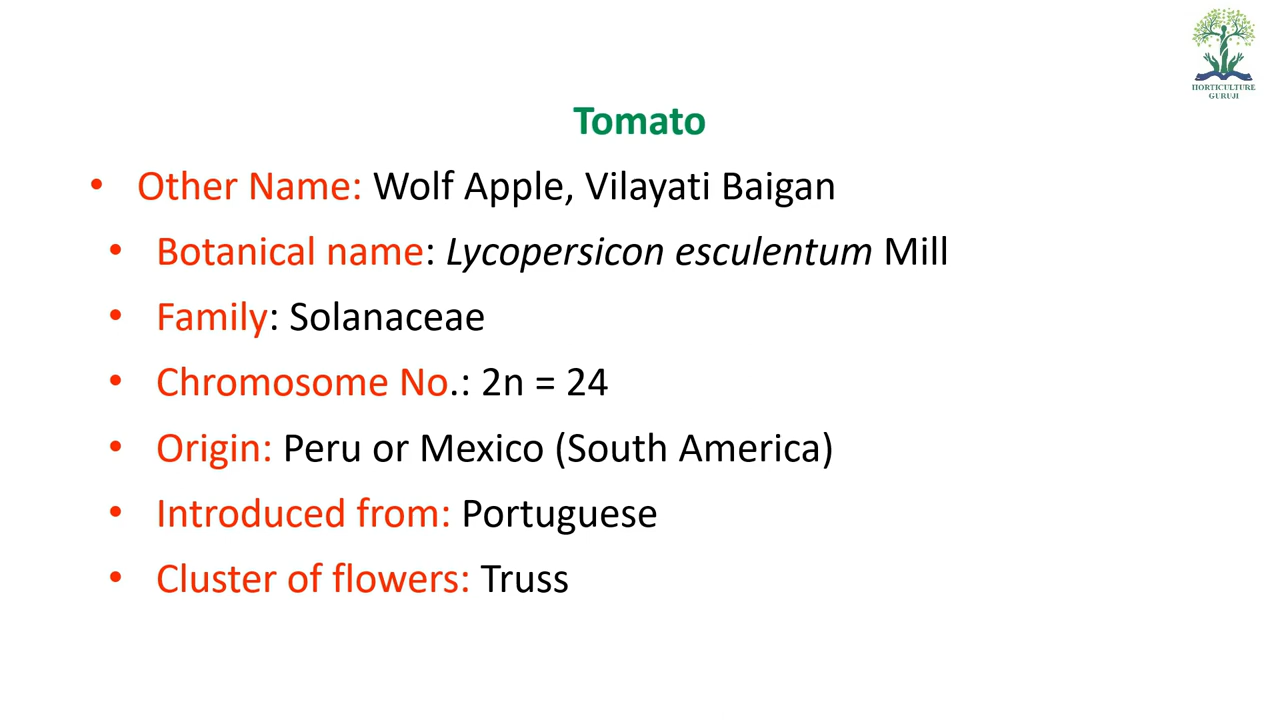 HORTICULTURE
GURUJI
Tomato
• Other Name: Wolf Apple, Vilayati Baigan
• Botanical name: Lycopersicon esculentum Mill
• Family: Solanaceae
• Chromosome No.: 2n = 24
• Origin: Peru or Mexico (South America)
• Introduced from: Portuguese
• Cluster of flowers: Truss